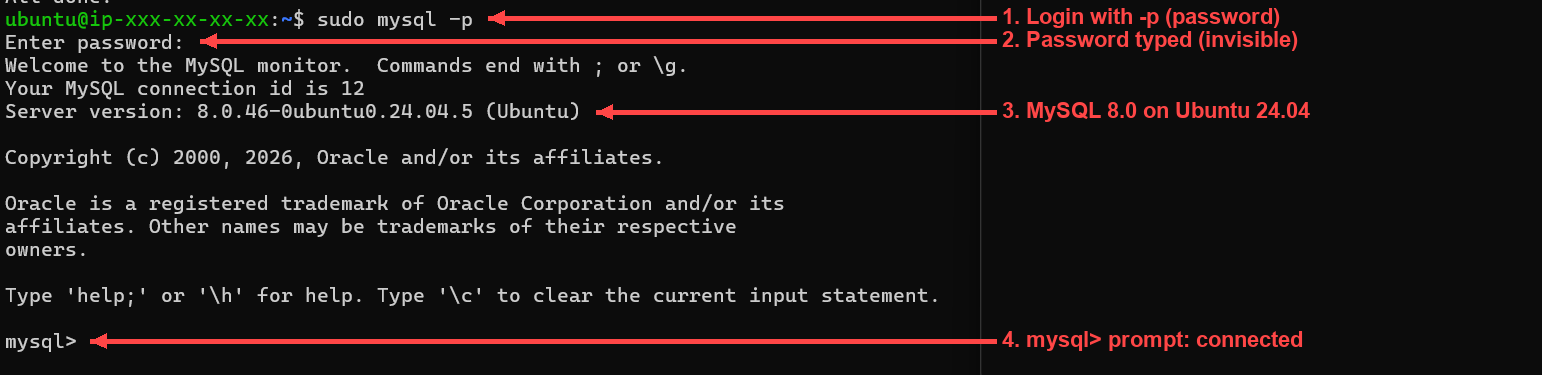 All done!
ubuntu@ip-xxx-xx-xx-xx:~$ sudo mysql -p
1. Login with -p (password)
Enter password:
2. Password typed (invisible)
Welcome to the MySQL monitor.  Commands end with ; or \g.
Your MySQL connection id is 12
Server version: 8.0.46-0ubuntu0.24.04.5 (Ubuntu)
3. MySQL 8.0 on Ubuntu 24.04
Copyright (c) 2000, 2026, Oracle and/or its affiliates.
Oracle is a registered trademark of Oracle Corporation and/or its
affiliates. Other names may be trademarks of their respective
owners.
Type 'help;' or '\h' for help. Type '\c' to clear the current input statement.
mysql>
4. mysql> prompt: connected